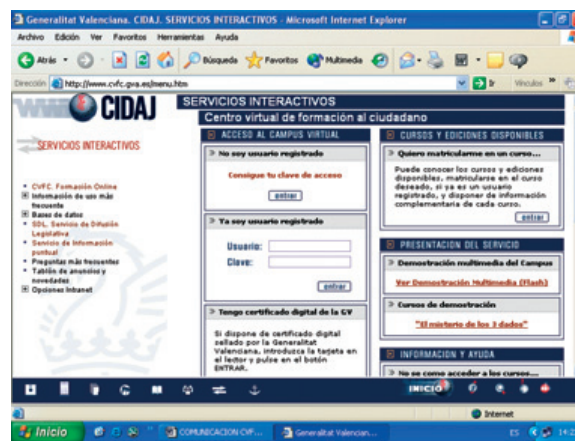 Generalitat Valenciana. CIDAJ. SERVICIOS INTERACTIVOS - Microsoft Internet Explorer
Archivo Edición Ver Favoritos Herramientas Ayuda
Atrás Búsqueda Favoritos Multimedia
Dirección http://www.cvfc.gva.es/menu.htm Ir Vínculos
WWW CIDAJ
SERVICIOS INTERACTIVOS
Centro virtual de formación al ciudadano
SERVICIOS INTERACTIVOS
CVFC. Formación Online
Información de uso más frecuente
Bases de datos
SDL. Servicio de Difusión Legislativa
Servicio de Información puntual
Preguntas más frecuentes
Tablón de anuncios y novedades
Opciones Intranet
ACCESO AL CAMPUS VIRTUAL
No soy usuario registrado
Consigue tu clave de acceso
entrar
Ya soy usuario registrado
Usuario:
Clave:
entrar
Tengo certificado digital de la GV
Si dispone de certificado digital
sellado por la Generalitat
Valenciana, introduzca la tarjeta en
el lector y pulse en el botón
ENTRAR.
CURSOS Y EDICIONES DISPONIBLES
Quiero matricularme en un curso...
Puede conocer los cursos y ediciones
disponibles, matricularse en el curso
deseado, si ya es un usuario
registrado, y disponer de información
complementaria de cada curso.
entrar
PRESENTACION DEL SERVICIO
Demostración multimedia del Campus
Ver Demostración Multimedia (Flash)
Cursos de demostración
"El misterio de los 3 dados"
INFORMACION Y AYUDA
No se como acceder a los cursos...
INICIO
Internet
Inicio COMUNICACION CVF... Generalitat Valencian... ES 14:2